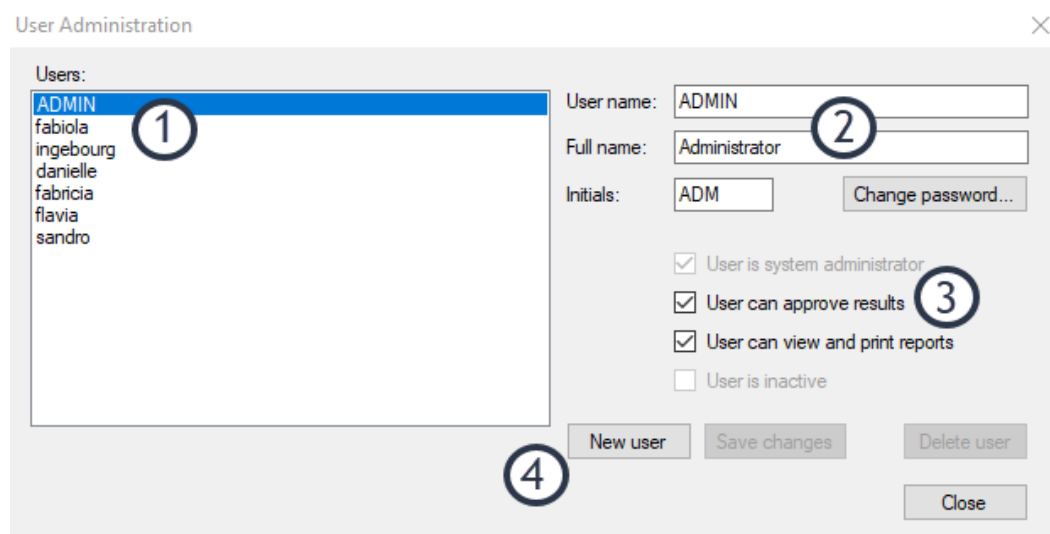 User Administration
Users:
ADMIN
fabiola
ingebourg
danielle
fabricia
flavia
sandro
1
User name: ADMIN
2
Full name: Administrator
Initials: ADM
Change password...
User is system administrator
User can approve results
3
User can view and print reports
User is inactive
4
New user
Save changes
Delete user
Close